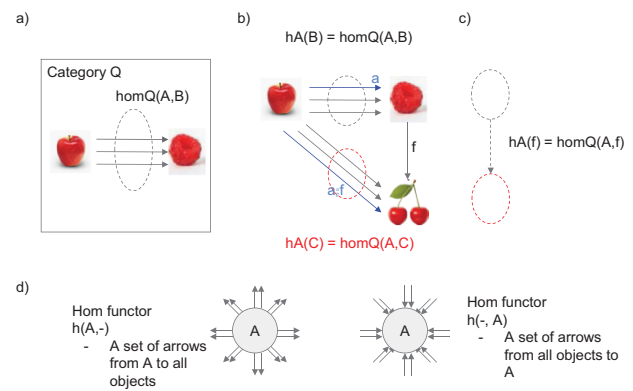 a)
Category Q
homQ(A,B)
b)
hA(B) = homQ(A,B)
a
f
a;f
hA(C) = homQ(A,C)
c)
hA(f) = homQ(A,f)
d)
Hom functor
h(A,-)
- A set of arrows
from A to all
objects
A
A
Hom functor
h(-, A)
- A set of arrows
from all objects to
A